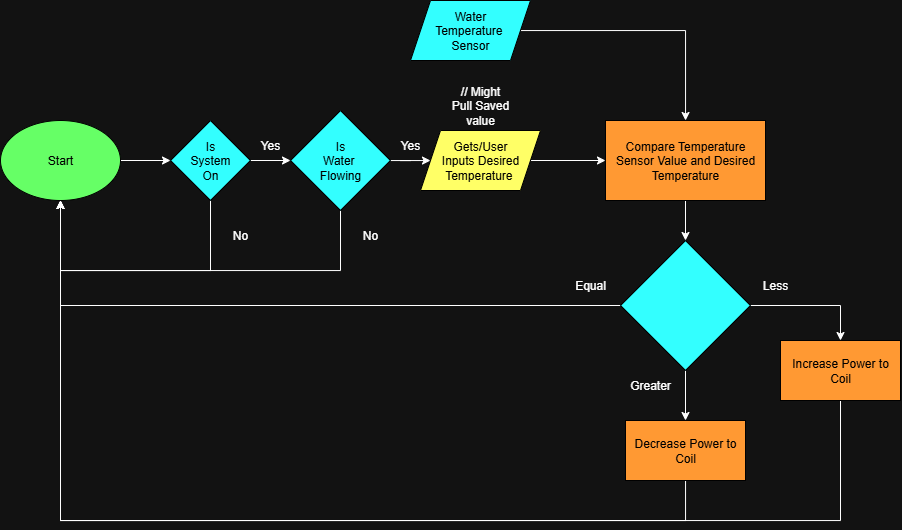 Water
Temperature
Sensor
// Might
Pull Saved
value
Start
Is
System
On
Yes
Is
Water
Flowing
Yes
Gets/User
Inputs Desired
Temperature
Compare Temperature
Sensor Value and Desired
Temperature
No
No
Equal
Less
Increase Power to
Coil
Greater
Decrease Power to
Coil